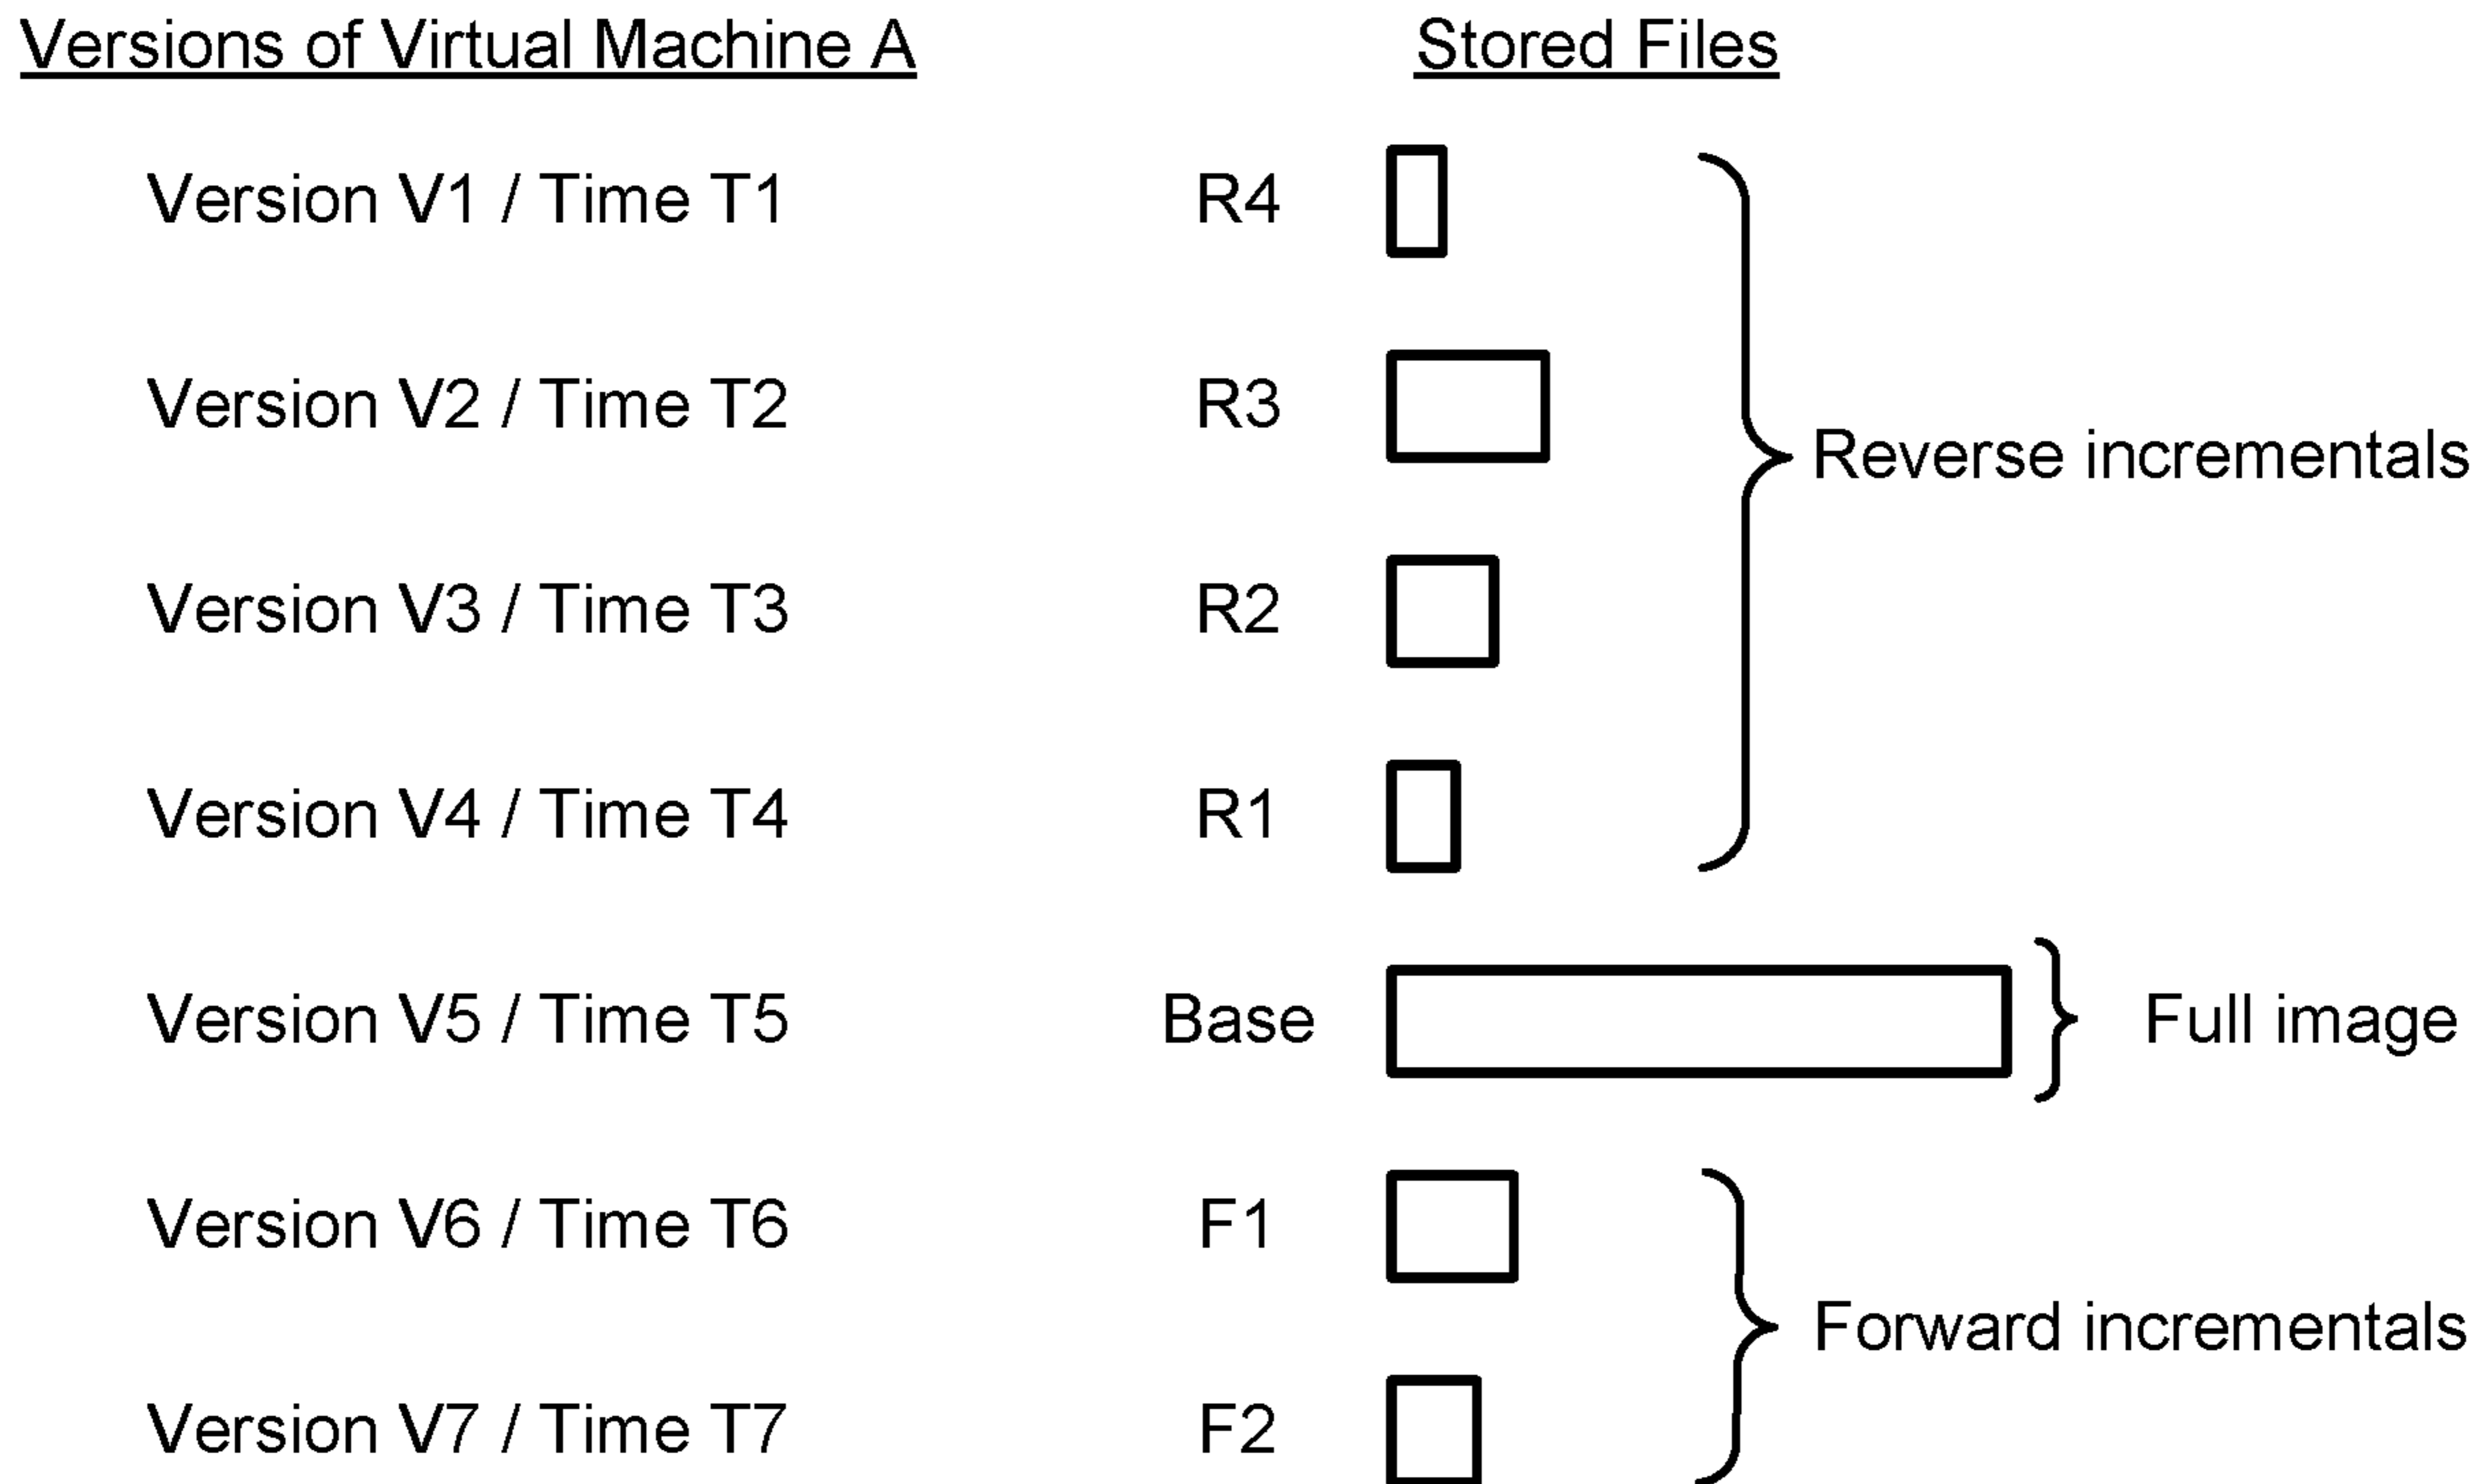 Versions of Virtual Machine A Stored Files
Version V1 / Time T1 R4
Version V2 / Time T2 R3
Reverse incrementals
Version V3 / Time T3 R2
Version V4 / Time T4 R1
Version V5 / Time T5 Base Full image
Version V6 / Time T6 F1
Forward incrementals
Version V7 / Time T7 F2